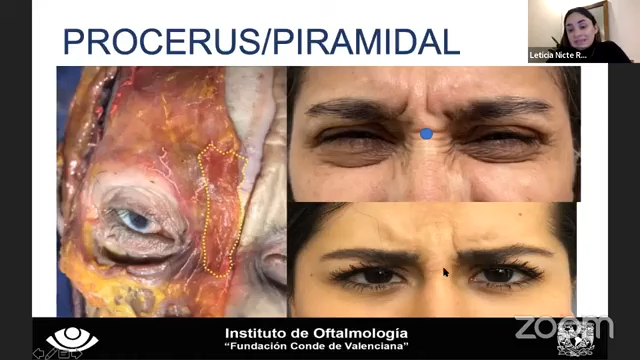 PROCERUS/PIRAMIDAL
Leticia Nicte R...
Instituto de Oftalmología
“Fundación Conde de Valenciana”
zoom